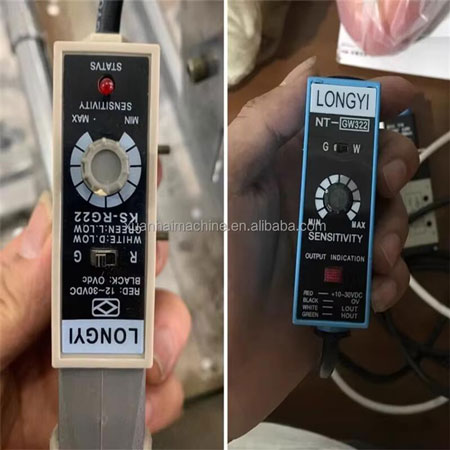 LONGYI
RED: 12~30VDC
BLACK: 0Vdc
R G
WHITE:D.LOW
GREEN:L.LOW
KS-RG22
MIN MAX
SENSITIVITY
STATVS
LONGYI
NT-GW322
G W
MIN MAX
SENSITIVITY
OUTPUT INDICATION
RED +10-30VDC
BLACK 0V
WHITE LOUT
GREEN HOUT